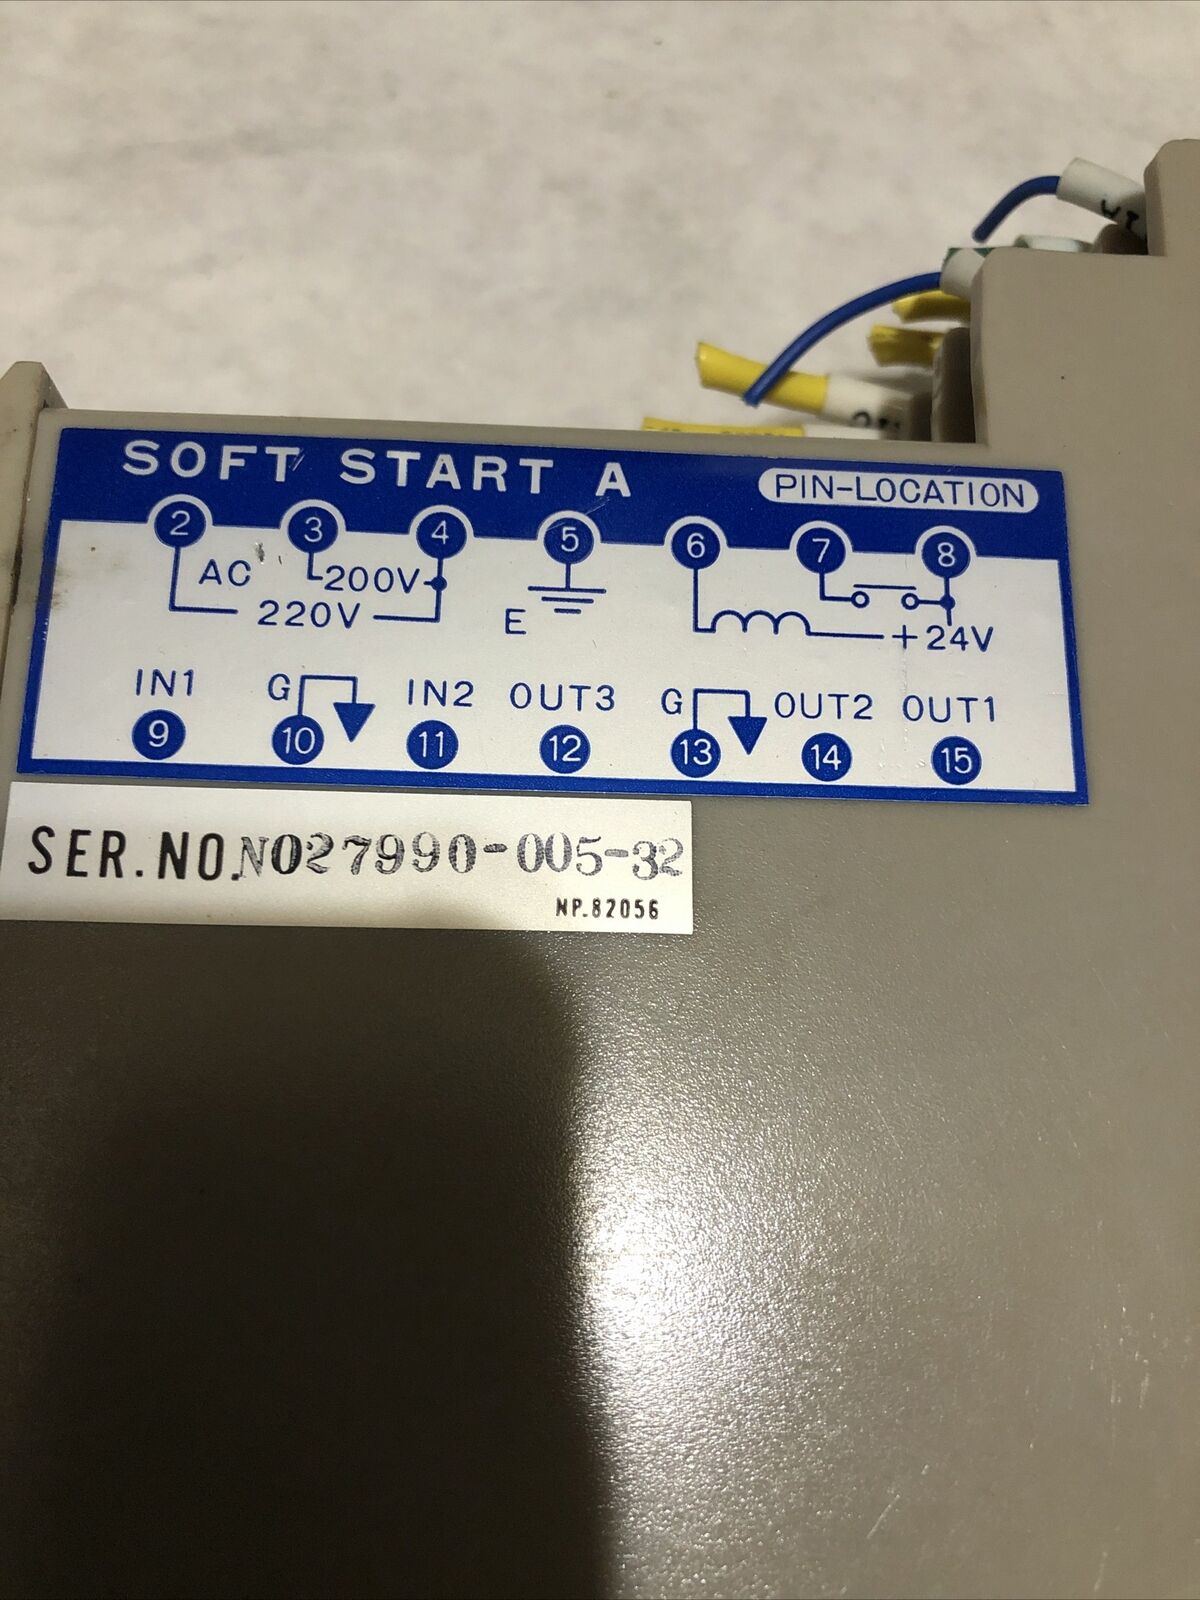 SOFT START A PIN-LOCATION
2 3 4 5 6 7 8
AC 200V
220V E +24V
IN1 G IN2 OUT3 G OUT2 OUT1
9 10 11 12 13 14 15
SER.NO.N027990-005-32
NP.82056